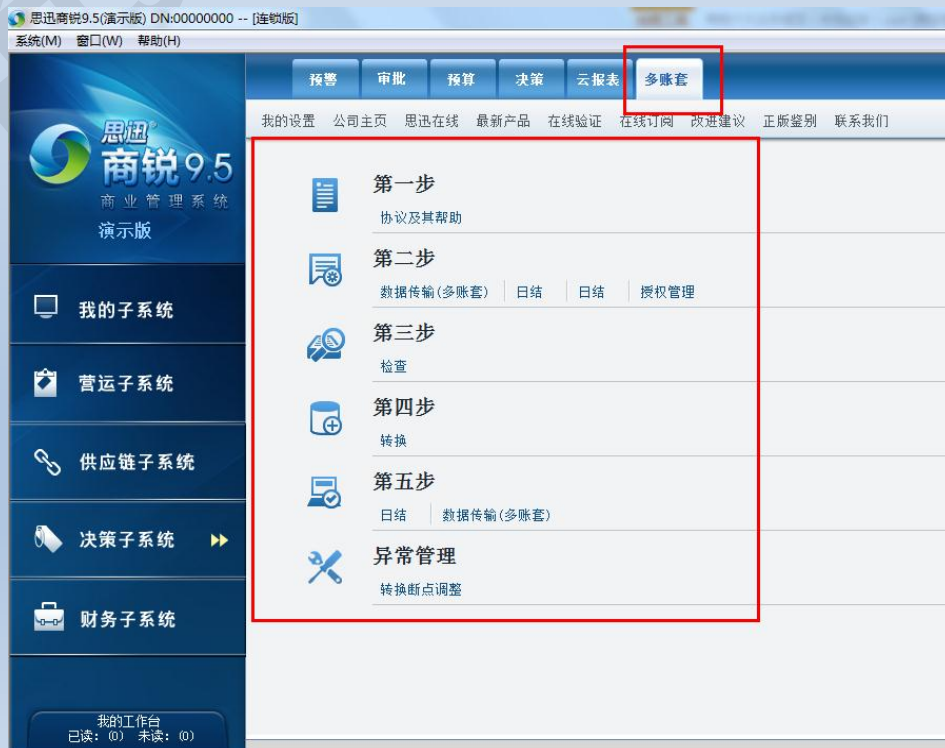 思迅商锐9.5(演示版) DN:00000000 -- [连锁版]
系统(M) 窗口(W) 帮助(H)
预警 审批 预算 决策 云报表 多账套
我的设置 公司主页 思迅在线 最新产品 在线验证 在线订阅 改进建议 正版鉴别 联系我们
思迅®
商锐9.5
商业管理系统
演示版
我的子系统
营运子系统
供应链子系统
决策子系统
财务子系统
我的工作台
已读: (0) 未读: (0)
第一步
协议及其帮助
第二步
数据传输(多账套) 日结 日结 授权管理
第三步
检查
第四步
转换
第五步
日结 数据传输(多账套)
异常管理
转换断点调整